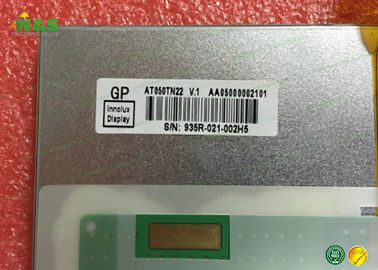 GP
AT050TN22 V.1 AA05000002101
Innolux
Display
S/N: 935R-021-002H5